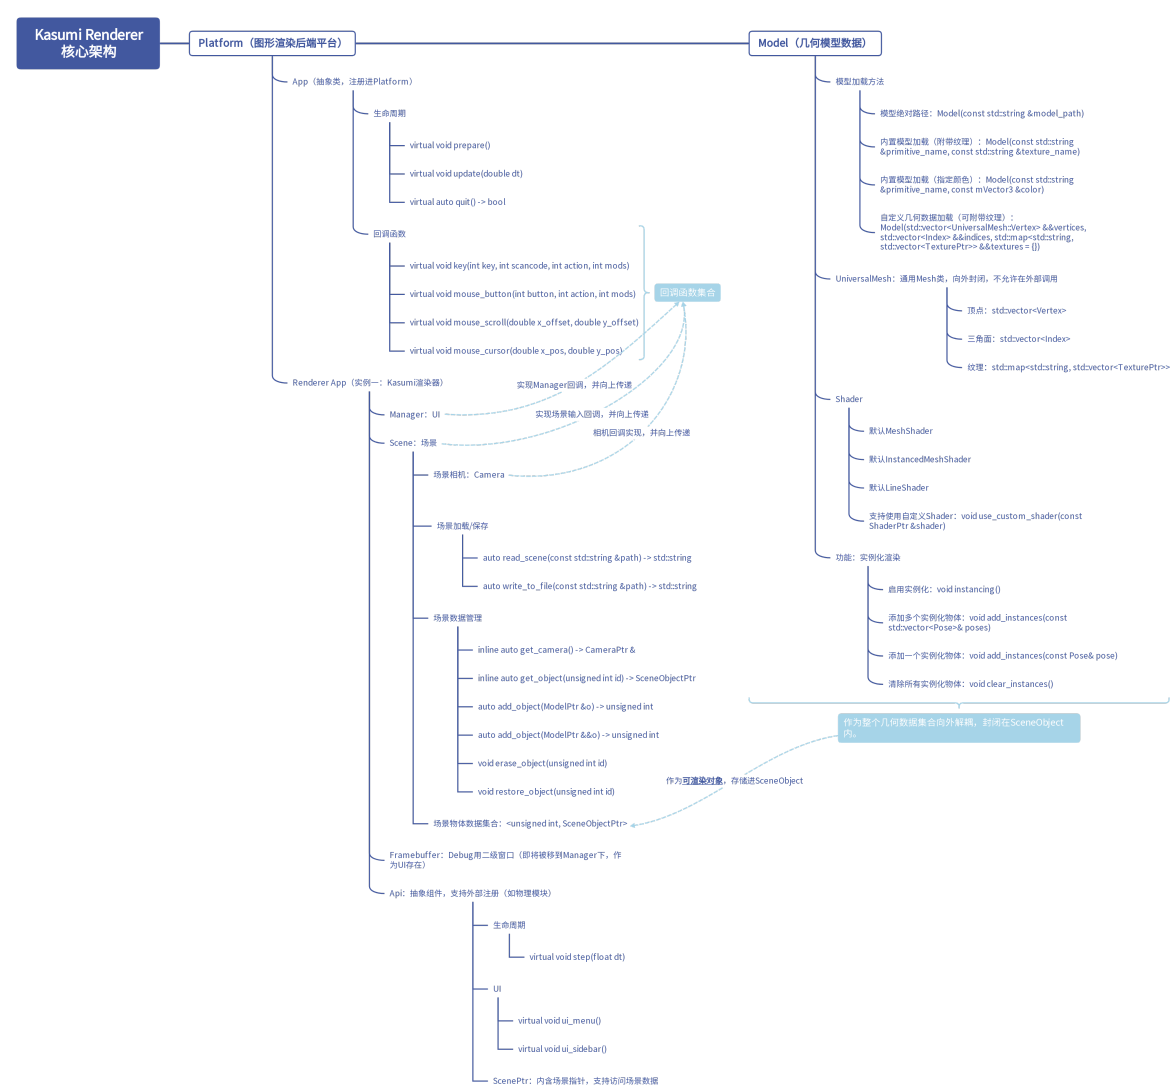 Kasumi Renderer
核心架构
Platform（图形渲染后端平台）
App（抽象类，注册进Platform）
生命周期
virtual void prepare()
virtual void update(double dt)
virtual auto quit() -> bool
回调函数
virtual void key(int key, int scancode, int action, int mods)
virtual void mouse_button(int button, int action, int mods)
virtual void mouse_scroll(double x_offset, double y_offset)
virtual void mouse_cursor(double x_pos, double y_pos)
回调函数集合
Renderer App（实例一：Kasumi渲染器）
实现Manager回调，并向上传递
Manager：UI
实现场景输入回调，并向上传递
相机回调实现，并向上传递
Scene：场景
场景相机：Camera
场景加载/保存
auto read_scene(const std::string &path) -> std::string
auto write_to_file(const std::string &path) -> std::string
场景数据管理
inline auto get_camera() -> CameraPtr &
inline auto get_object(unsigned int id) -> SceneObjectPtr
auto add_object(ModelPtr &o) -> unsigned int
auto add_object(ModelPtr &&o) -> unsigned int
void erase_object(unsigned int id)
void restore_object(unsigned int id)
场景物体数据集合：<unsigned int, SceneObjectPtr>
Framebuffer：Debug用二级窗口（即将被移到Manager下，作
为UI存在）
Api：抽象组件，支持外部注册（如物理模块）
生命周期
virtual void step(float dt)
UI
virtual void ui_menu()
virtual void ui_sidebar()
ScenePtr：内含场景指针，支持访问场景数据
Model（几何模型数据）
模型加载方法
模型绝对路径：Model(const std::string &model_path)
内置模型加载（附带纹理）：Model(const std::string
&primitive_name, const std::string &texture_name)
内置模型加载（指定颜色）：Model(const std::string
&primitive_name, const mVector3 &color)
自定义几何数据加载（可附带纹理）：
Model(std::vector<UniversalMesh::Vertex> &&vertices,
std::vector<Index> &&indices, std::map<std::string,
std::vector<TexturePtr>> &&textures = {})
UniversalMesh：通用Mesh类，向外封闭，不允许在外部调用
顶点：std::vector<Vertex>
三角面：std::vector<Index>
纹理：std::map<std::string, std::vector<TexturePtr>>
Shader
默认MeshShader
默认InstancedMeshShader
默认LineShader
支持使用自定义Shader：void use_custom_shader(const
ShaderPtr &shader)
功能：实例化渲染
启用实例化：void instancing()
添加多个实例化物体：void add_instances(const
std::vector<Pose>& poses)
添加一个实例化物体：void add_instances(const Pose& pose)
清除所有实例化物体：void clear_instances()
作为整个几何数据集合向外解耦，封闭在SceneObject
内。
作为可渲染对象，存储进SceneObject